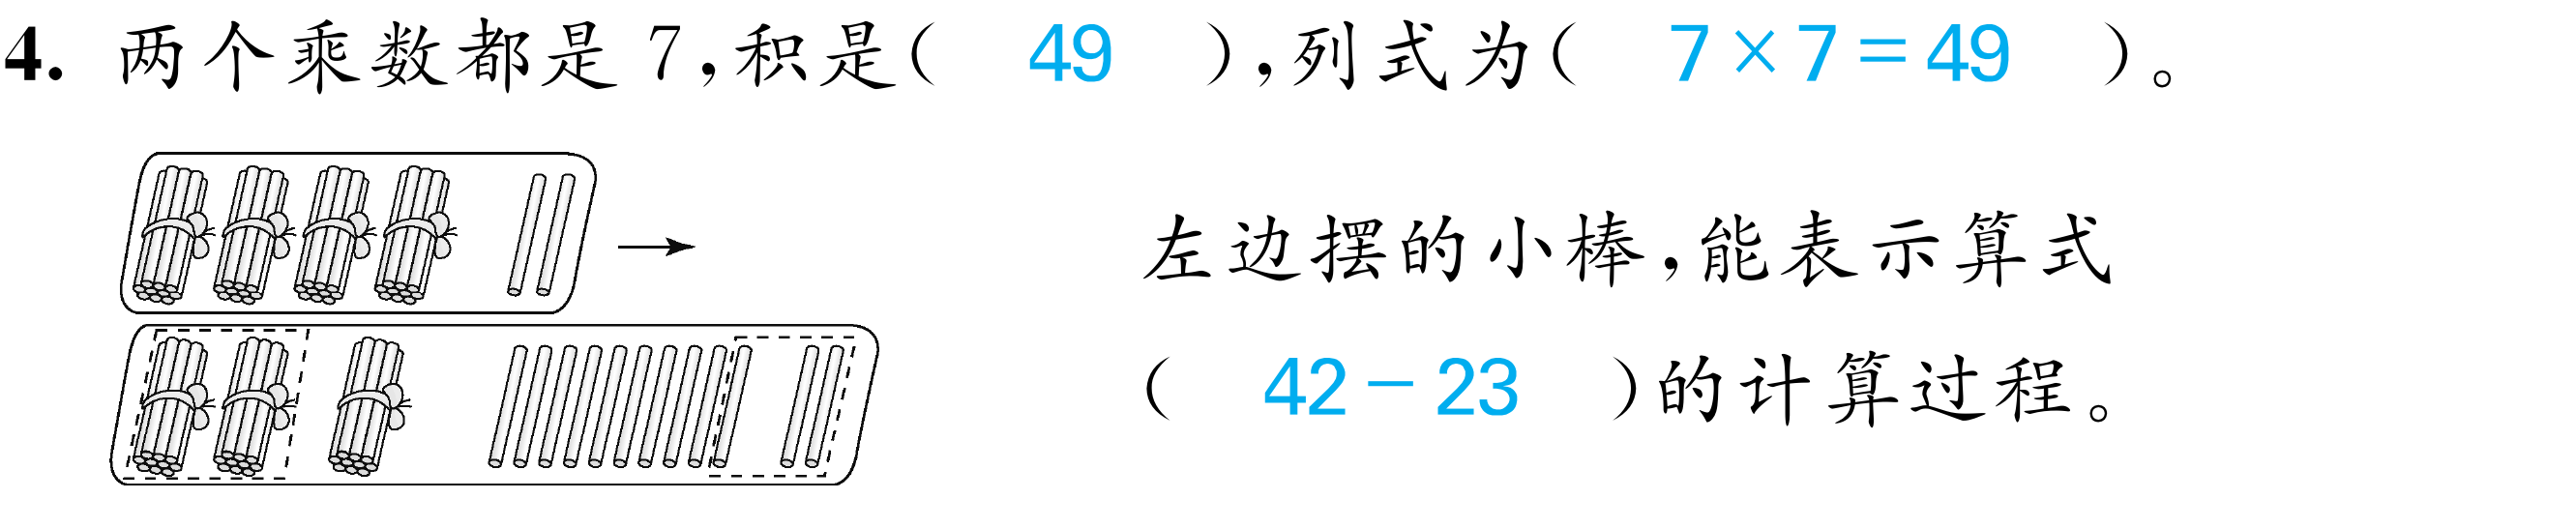 4. 两个乘数都是 7,积是( 49 ),列式为( 7×7=49 )。
左边摆的小棒,能表示算式
( 42-23 )的计算过程。